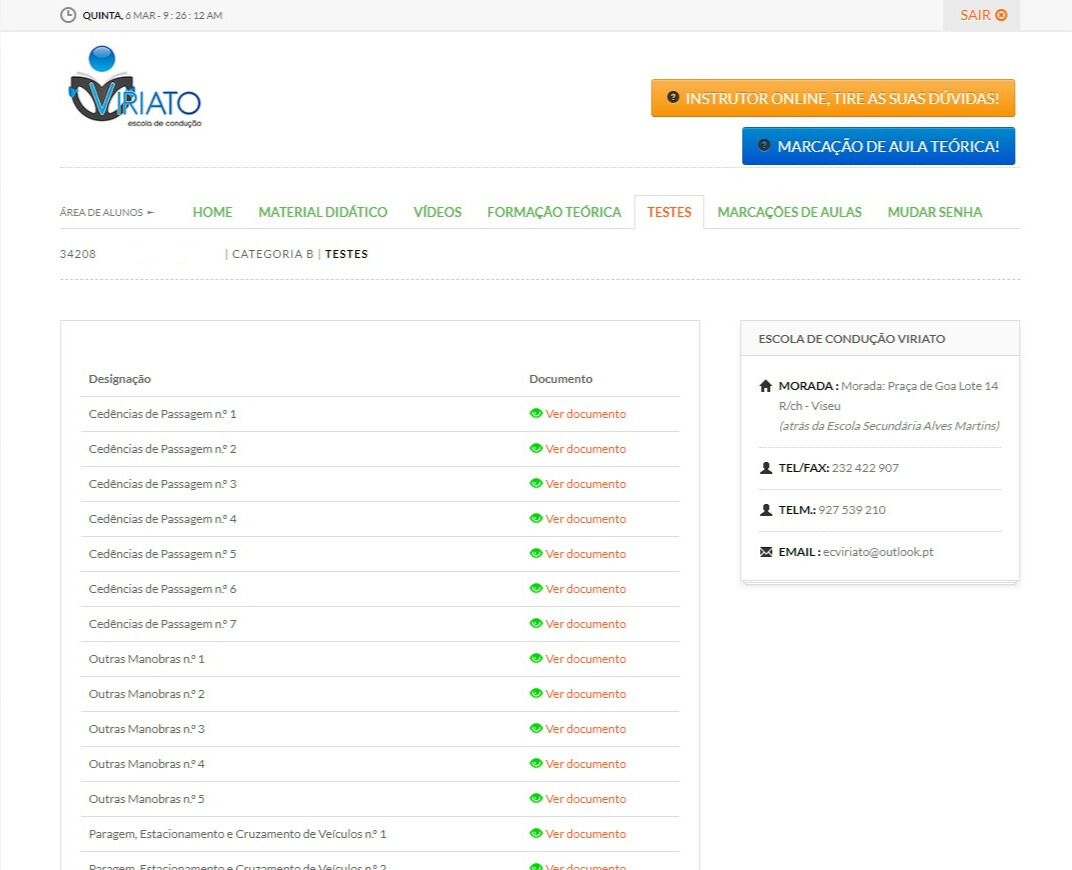 QUINTA, 6 MAR - 9 : 26 : 12 AM
SAIR
VIRIATO
escola de condução
INSTRUTOR ONLINE, TIRE AS SUAS DÚVIDAS!
MARCAÇÃO DE AULA TEÓRICA!
ÁREA DE ALUNOS HOME MATERIAL DIDÁTICO VÍDEOS FORMAÇÃO TEÓRICA TESTES MARCAÇÕES DE AULAS MUDAR SENHA
34208 | CATEGORIA B | TESTES
Designação Documento
Cedências de Passagem n.º 1 Ver documento
Cedências de Passagem n.º 2 Ver documento
Cedências de Passagem n.º 3 Ver documento
Cedências de Passagem n.º 4 Ver documento
Cedências de Passagem n.º 5 Ver documento
Cedências de Passagem n.º 6 Ver documento
Cedências de Passagem n.º 7 Ver documento
Outras Manobras n.º 1 Ver documento
Outras Manobras n.º 2 Ver documento
Outras Manobras n.º 3 Ver documento
Outras Manobras n.º 4 Ver documento
Outras Manobras n.º 5 Ver documento
Paragem, Estacionamento e Cruzamento de Veículos n.º 1 Ver documento
Paragem, Estacionamento e Cruzamento de Veículos n.º 2 Ver documento
ESCOLA DE CONDUÇÃO VIRIATO
MORADA : Morada: Praça de Goa Lote 14
R/ch - Viseu
(atrás da Escola Secundária Alves Martins)
TEL/FAX: 232 422 907
TELM.: 927 539 210
EMAIL : ecviriato@outlook.pt